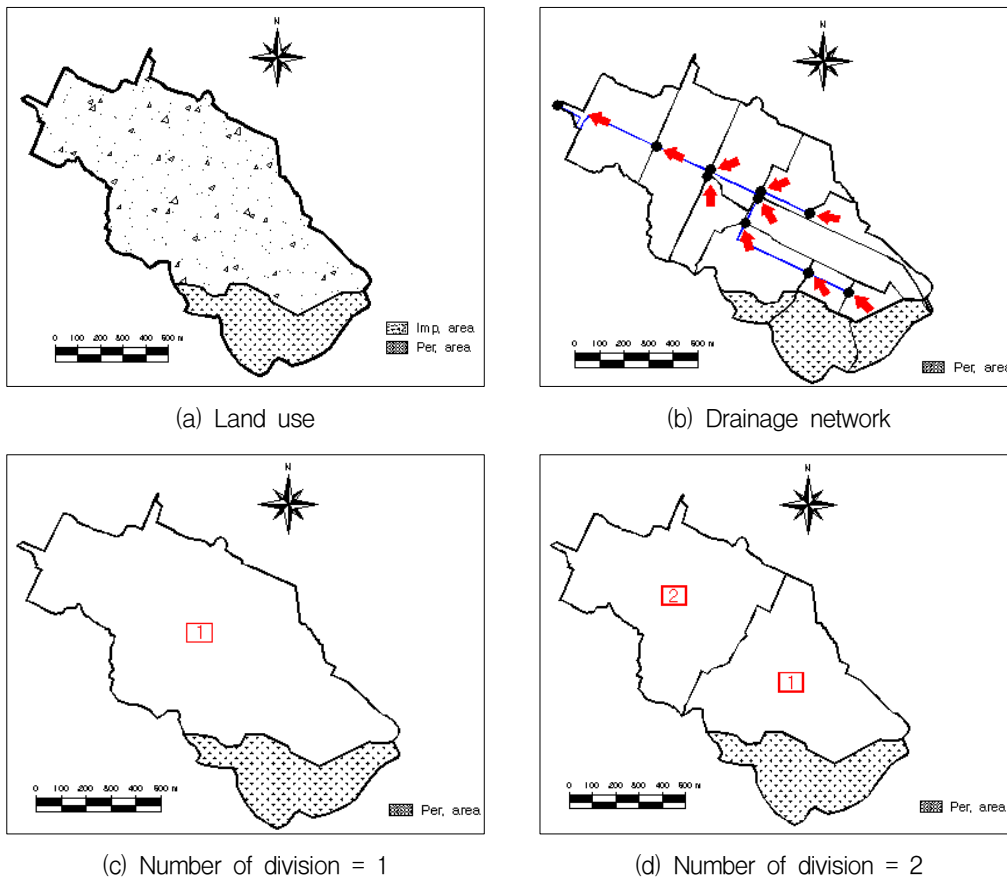 N
0 100 200 300 400 500 m
Imp, area
Per, area
(a) Land use
N
0 100 200 300 400 500 m
Per, area
(b) Drainage network
N
1
0 100 200 300 400 500 m
Per, area
(c) Number of division = 1
N
2
1
0 100 200 300 400 500 m
Per, area
(d) Number of division = 2